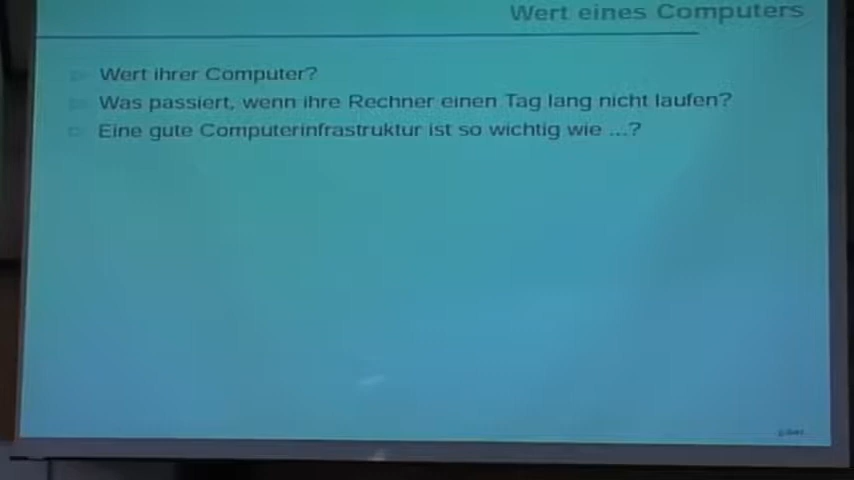 Wert eines Computers
Wert ihrer Computer?
Was passiert, wenn ihre Rechner einen Tag lang nicht laufen?
Eine gute Computerinfrastruktur ist so wichtig wie ...?